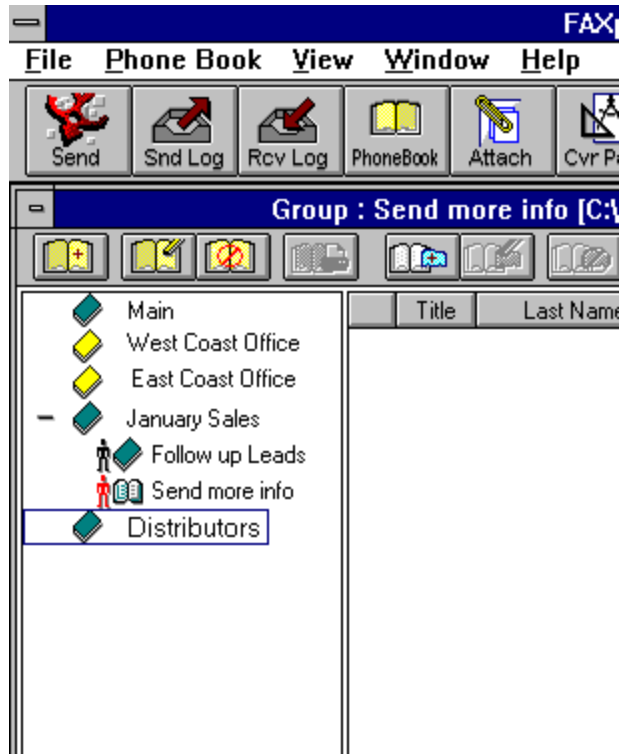 FAX
File Phone Book View Window Help
Send Snd Log Rcv Log PhoneBook Attach Cvr
Group : Send more info [C:\
Title Last Name
Main
West Coast Office
East Coast Office
January Sales
Follow up Leads
Send more info
Distributors